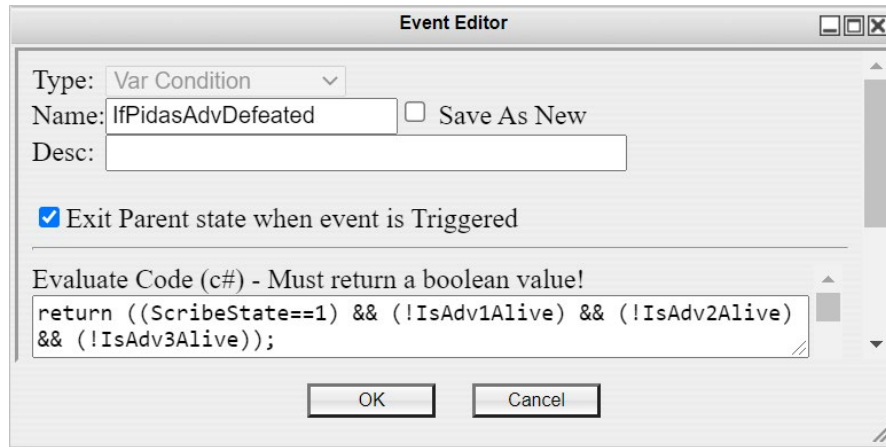 Event Editor
Type: Var Condition
Name: IfPidasAdvDefeated Save As New
Desc:
Exit Parent state when event is Triggered
Evaluate Code (c#) - Must return a boolean value!
return ((ScribeState==1) && (!IsAdv1Alive) && (!IsAdv2Alive)
&& (!IsAdv3Alive));
OK Cancel